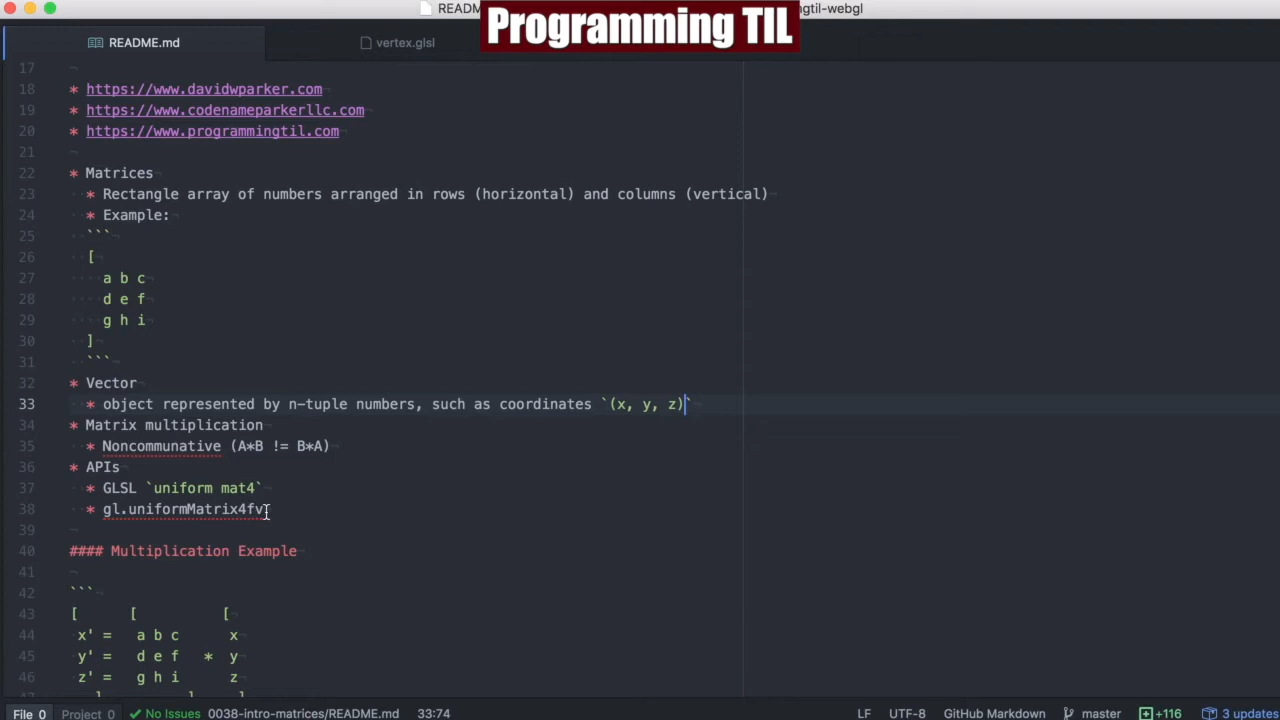 README.md
ngtil-webgl
Programming TIL
README.md
vertex.glsl
17
18 * https://www.davidwparker.com
19 * https://www.codenameparkerllc.com
20 * https://www.programmingtil.com
21
22 * Matrices
23 * Rectangle array of numbers arranged in rows (horizontal) and columns (vertical)
24 * Example:
25 ```
26 [
27 a b c
28 d e f
29 g h i
30 ]
31 ```
32 * Vector
33 * object represented by n-tuple numbers, such as coordinates `(x, y, z)`
34 * Matrix multiplication
35 * Noncommunative (A*B != B*A)
36 * APIs
37 * GLSL `uniform mat4`
38 * gl.uniformMatrix4fv
39
40 #### Multiplication Example
41
42 ```
43 [ [ [
44 x' = a b c x
45 y' = d e f * y
46 z' = g h i z
47 ] ] ]
File 0 Project 0 No Issues 0038-intro-matrices/README.md 33:74 LF UTF-8 GitHub Markdown master +116 3 updates